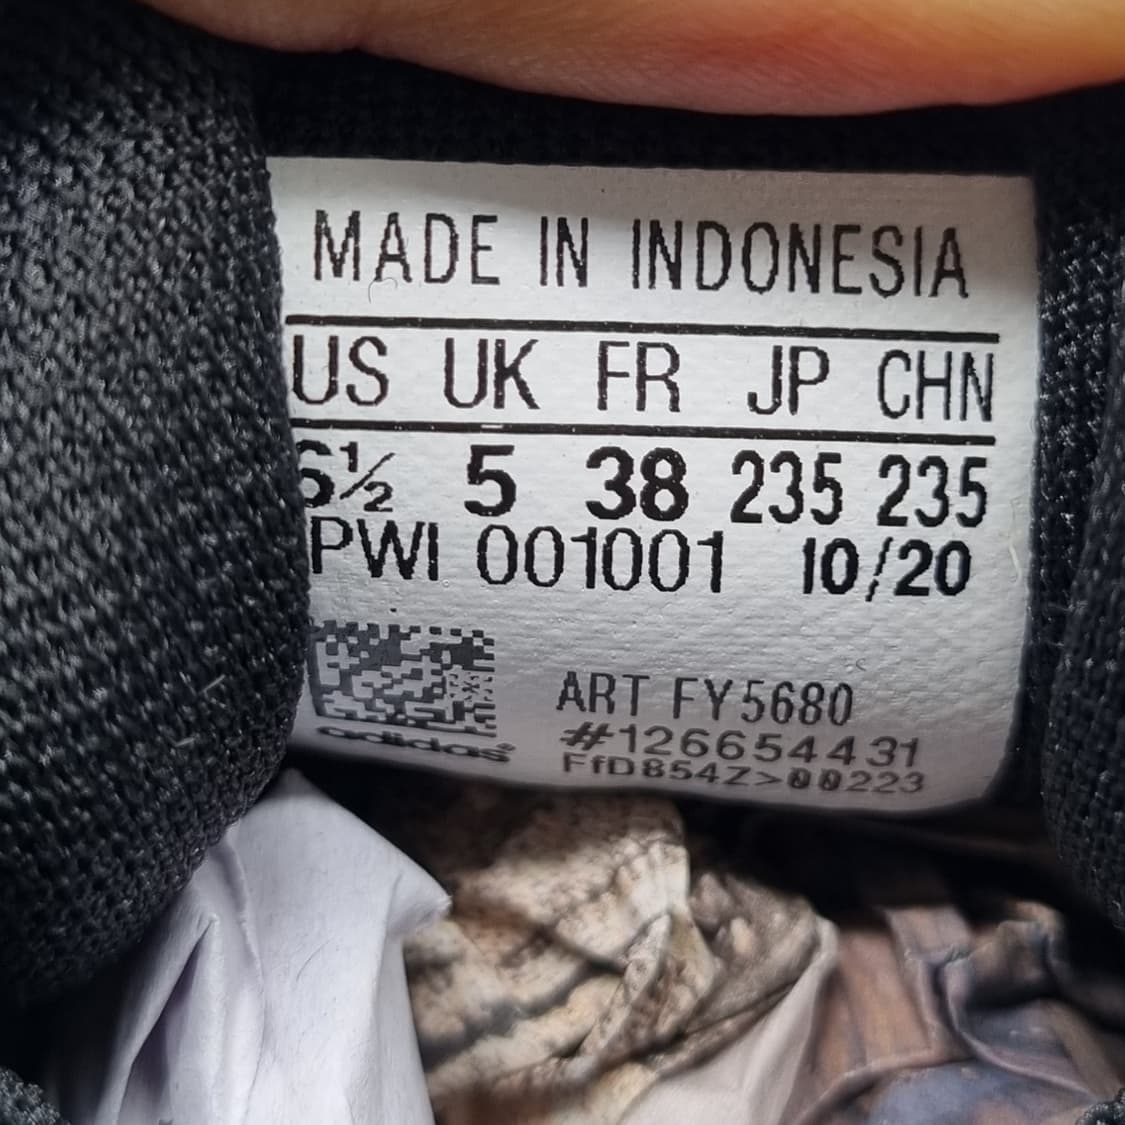 MADE IN INDONESIA
US UK FR JP CHN
6½ 5 38 235 235
PWI 001001 10/20
ART FY5680
#126654431
adidas®
FfD854Z>00223